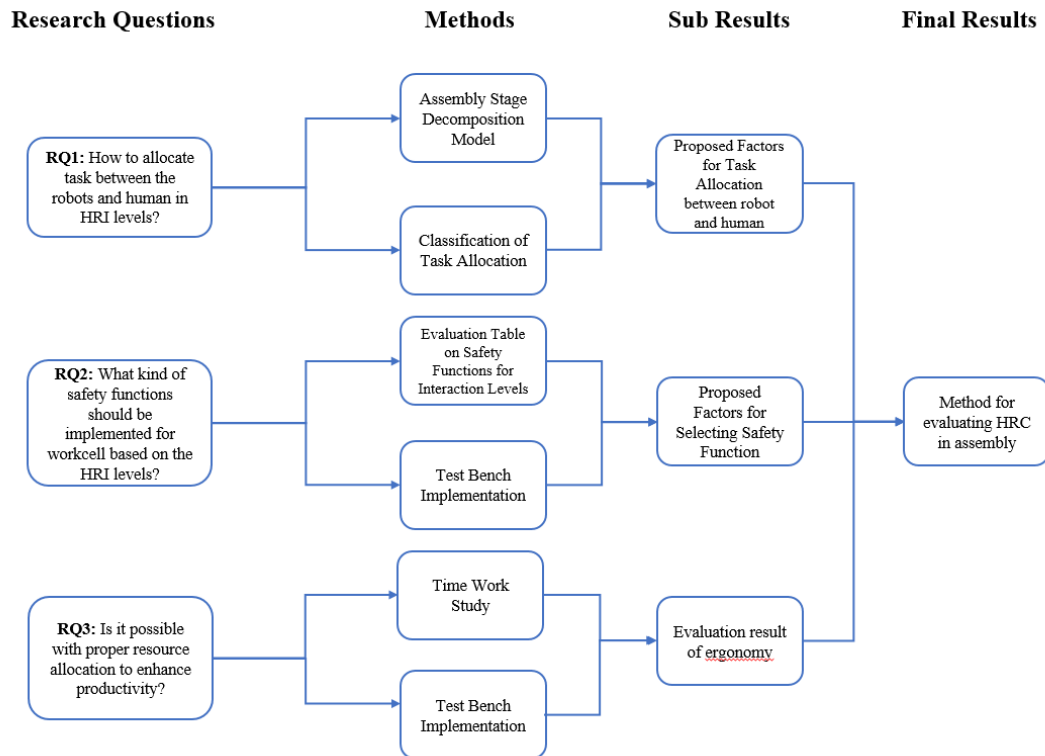 Research Questions
Methods
Sub Results
Final Results
RQ1: How to allocate
task between the
robots and human in
HRI levels?
Assembly Stage
Decomposition
Model
Classification of
Task Allocation
Proposed Factors
for Task
Allocation
between robot
and human
RQ2: What kind of
safety functions
should be
implemented for
workcell based on the
HRI levels?
Evaluation Table
on Safety
Functions for
Interaction Levels
Test Bench
Implementation
Proposed
Factors for
Selecting Safety
Function
Method for
evaluating HRC
in assembly
RQ3: Is it possible
with proper resource
allocation to enhance
productivity?
Time Work
Study
Test Bench
Implementation
Evaluation result
of ergonomy